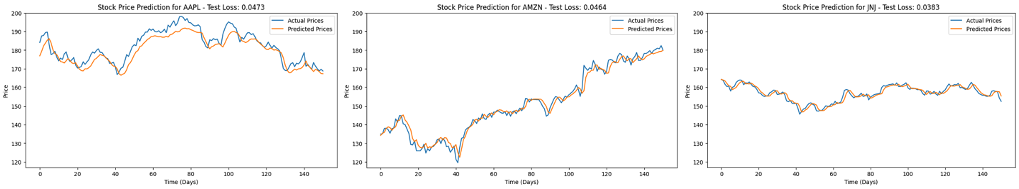 Stock Price Prediction for AAPL - Test Loss: 0.0473
Actual Prices
Predicted Prices
200
190
180
170
160
150
140
130
120
Price
0 20 40 60 80 100 120 140
Time (Days)
Stock Price Prediction for AMZN - Test Loss: 0.0464
Actual Prices
Predicted Prices
200
190
180
170
160
150
140
130
120
Price
0 20 40 60 80 100 120 140
Time (Days)
Stock Price Prediction for JNJ - Test Loss: 0.0383
Actual Prices
Predicted Prices
200
190
180
170
160
150
140
130
120
Price
0 20 40 60 80 100 120 140
Time (Days)